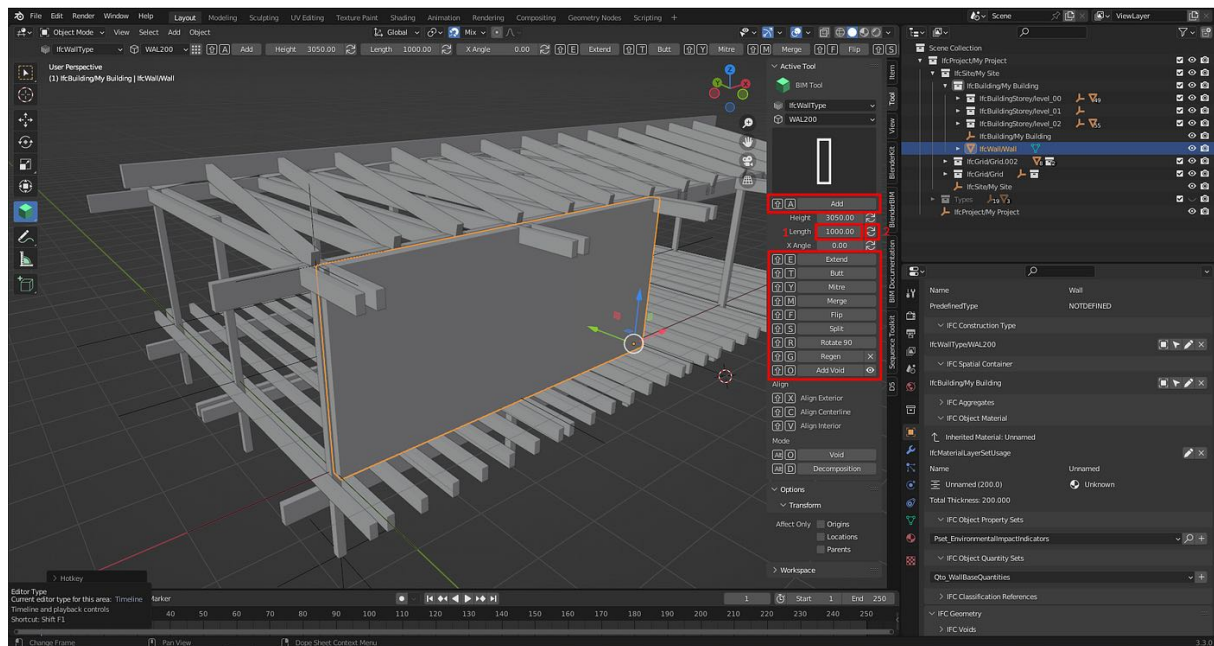 File Edit Render Window Help Layout Modeling Sculpting UV Editing Texture Paint Shading Animation Rendering Compositing Geometry Nodes Scripting + Scene ViewLayer
Object Mode View Select Add Object Global Mix
IfcWallType WAL200 A Add Height 3050.00 Length 1000.00 X Angle 0.00 E Extend T Butt Y Mitre M Merge F Flip S
User Perspective
(1) IfcBuilding/My Building | IfcWall/Wall
Active Tool
BIM Tool
IfcWallType
WAL200
A Add
Height 3050.00
1 Length 1000.00 2
X Angle 0.00
E Extend
T Butt
Y Mitre
M Merge
F Flip
S Split
R Rotate 90
G Regen
O Add Void
Align
X Align Exterior
C Align Centerline
V Align Interior
Mode
Alt O Void
Alt D Decomposition
Options
Transform
Affect Only Origins
Locations
Parents
Workspace
Item
Tool
View
BlenderKit
BlenderBIM
BIM Documentation
Sequence Toolkit
DS
Scene Collection
IfcProject/My Project
IfcSite/My Site
IfcBuilding/My Building
IfcBuildingStorey/level_00 49
IfcBuildingStorey/level_01
IfcBuildingStorey/level_02 55
IfcBuilding/My Building
IfcWall/Wall
IfcGrid/Grid.002
IfcGrid/Grid
IfcSite/My Site
Types 19 3
IfcProject/My Project
Name Wall
PredefinedType NOTDEFINED
IFC Construction Type
IfcWallType/WAL200
IFC Spatial Container
IfcBuilding/My Building
IFC Aggregates
IFC Object Material
Inherited Material: Unnamed
IfcMaterialLayerSetUsage
Name Unnamed
Unnamed (200.0) Unknown
Total Thickness: 200.000
IFC Object Property Sets
Pset_EnvironmentalImpactIndicators
IFC Object Quantity Sets
Qto_WallBaseQuantities
IFC Classification References
IFC Geometry
IFC Voids
Hotkey
Editor Type
Current editor type for this area: Timeline
Timeline and playback controls
Shortcut: Shift F1
Marker
1 Start 1 End 250
40 50 60 70 80 90 100 110 120 130 140 150 160 170 180 190 200 210 220 230 240 250
Change Frame Pan View Dope Sheet Context Menu 3.3.0